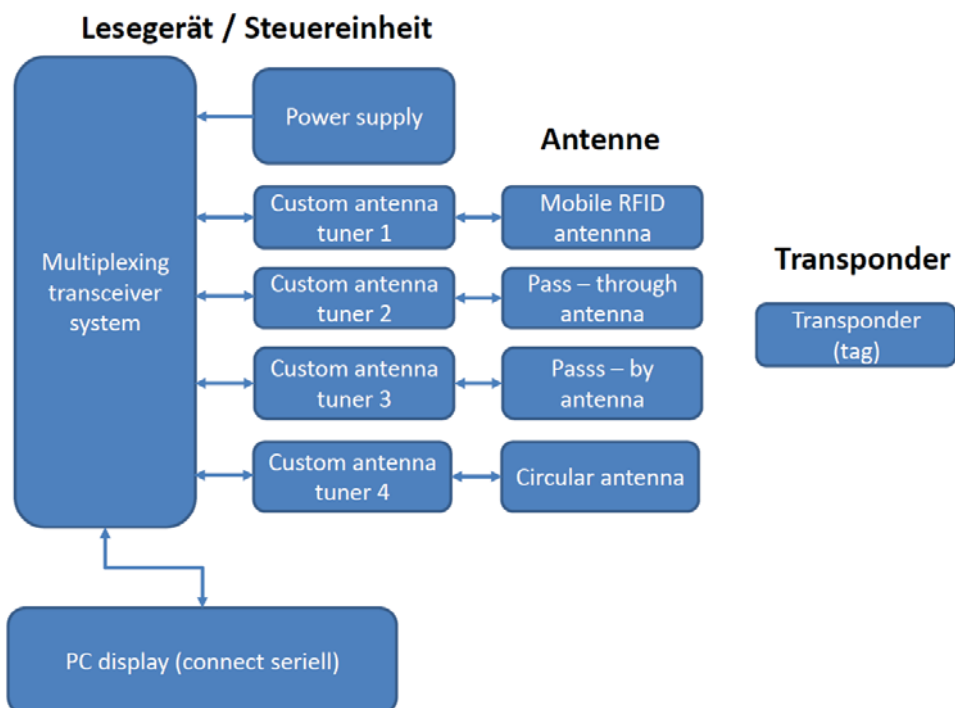 Lesegerät / Steuereinheit
Power supply
Antenne
Custom antenna
tuner 1
Mobile RFID
antennna
Multiplexing
transceiver
system
Custom antenna
tuner 2
Pass – through
antenna
Transponder
Transponder
(tag)
Custom antenna
tuner 3
Passs – by
antenna
Custom antenna
tuner 4
Circular antenna
PC display (connect seriell)